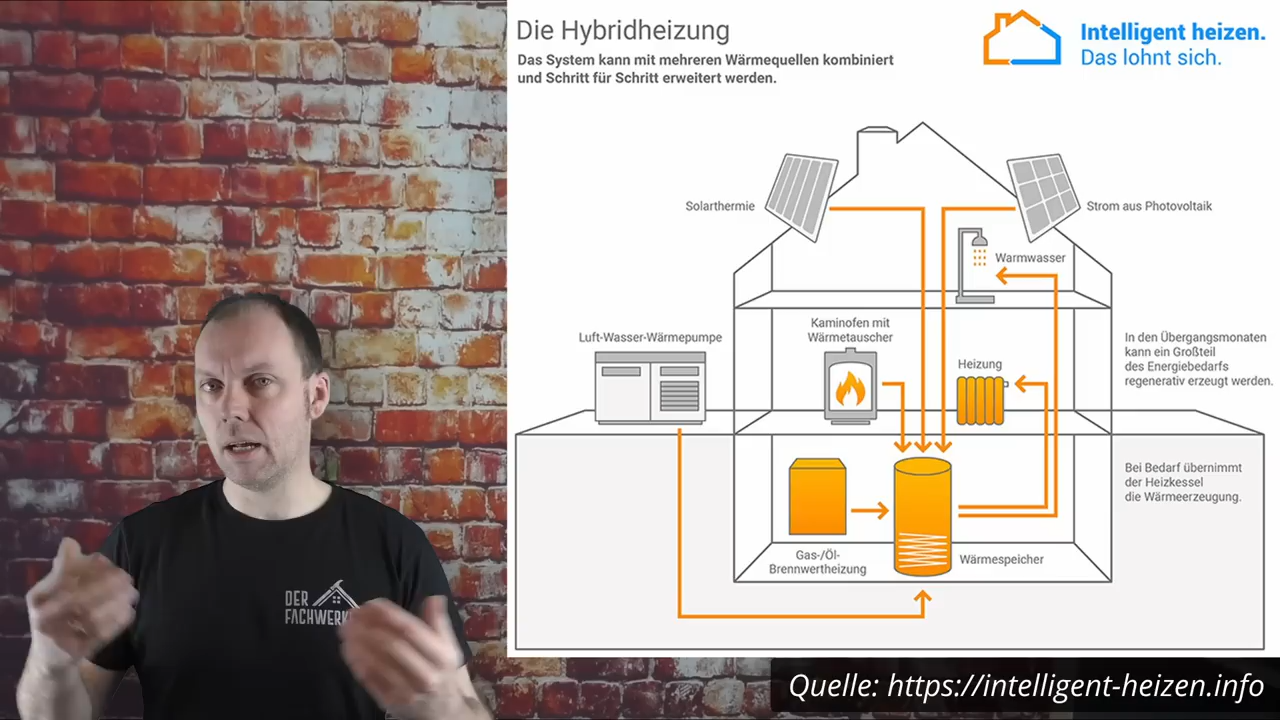 Die Hybridheizung
Das System kann mit mehreren Wärmequellen kombiniert
und Schritt für Schritt erweitert werden.
Intelligent heizen.
Das lohnt sich.
Solarthermie
Strom aus Photovoltaik
Warmwasser
Luft-Wasser-Wärmepumpe
Kaminofen mit
Wärmetauscher
Heizung
In den Übergangsmonaten
kann ein Großteil
des Energiebedarfs
regenerativ erzeugt werden.
Bei Bedarf übernimmt
der Heizkessel
die Wärmeerzeugung.
Gas-/Öl-
Brennwertheizung
Wärmespeicher
DER
Quelle: https://intelligent-heizen.info